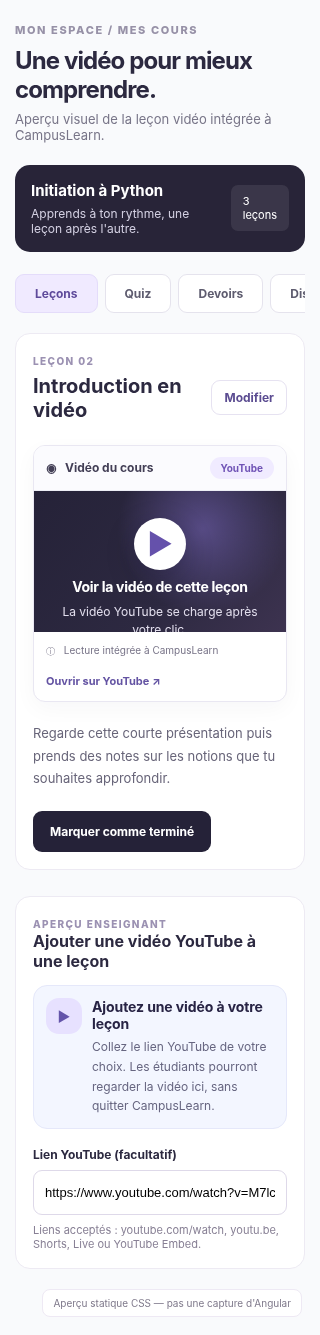 MON ESPACE / MES COURS
Une vidéo pour mieux
comprendre.
Aperçu visuel de la leçon vidéo intégrée à
CampusLearn.
Initiation à Python
Apprends à ton rythme, une
leçon après l'autre.
3
leçons
Leçons
Quiz
Devoirs
Dis
LEÇON 02
Introduction en
vidéo
Modifier
Vidéo du cours
YouTube
Voir la vidéo de cette leçon
La vidéo YouTube se charge après
votre clic
Lecture intégrée à CampusLearn
Ouvrir sur YouTube ↗
Regarde cette courte présentation puis
prends des notes sur les notions que tu
souhaites approfondir.
Marquer comme terminé
APERÇU ENSEIGNANT
Ajouter une vidéo YouTube à
une leçon
Ajoutez une vidéo à votre
leçon
Collez le lien YouTube de votre
choix. Les étudiants pourront
regarder la vidéo ici, sans
quitter CampusLearn.
Lien YouTube (facultatif)
https://www.youtube.com/watch?v=M7lc
Liens acceptés : youtube.com/watch, youtu.be,
Shorts, Live ou YouTube Embed.
Aperçu statique CSS — pas une capture d'Angular